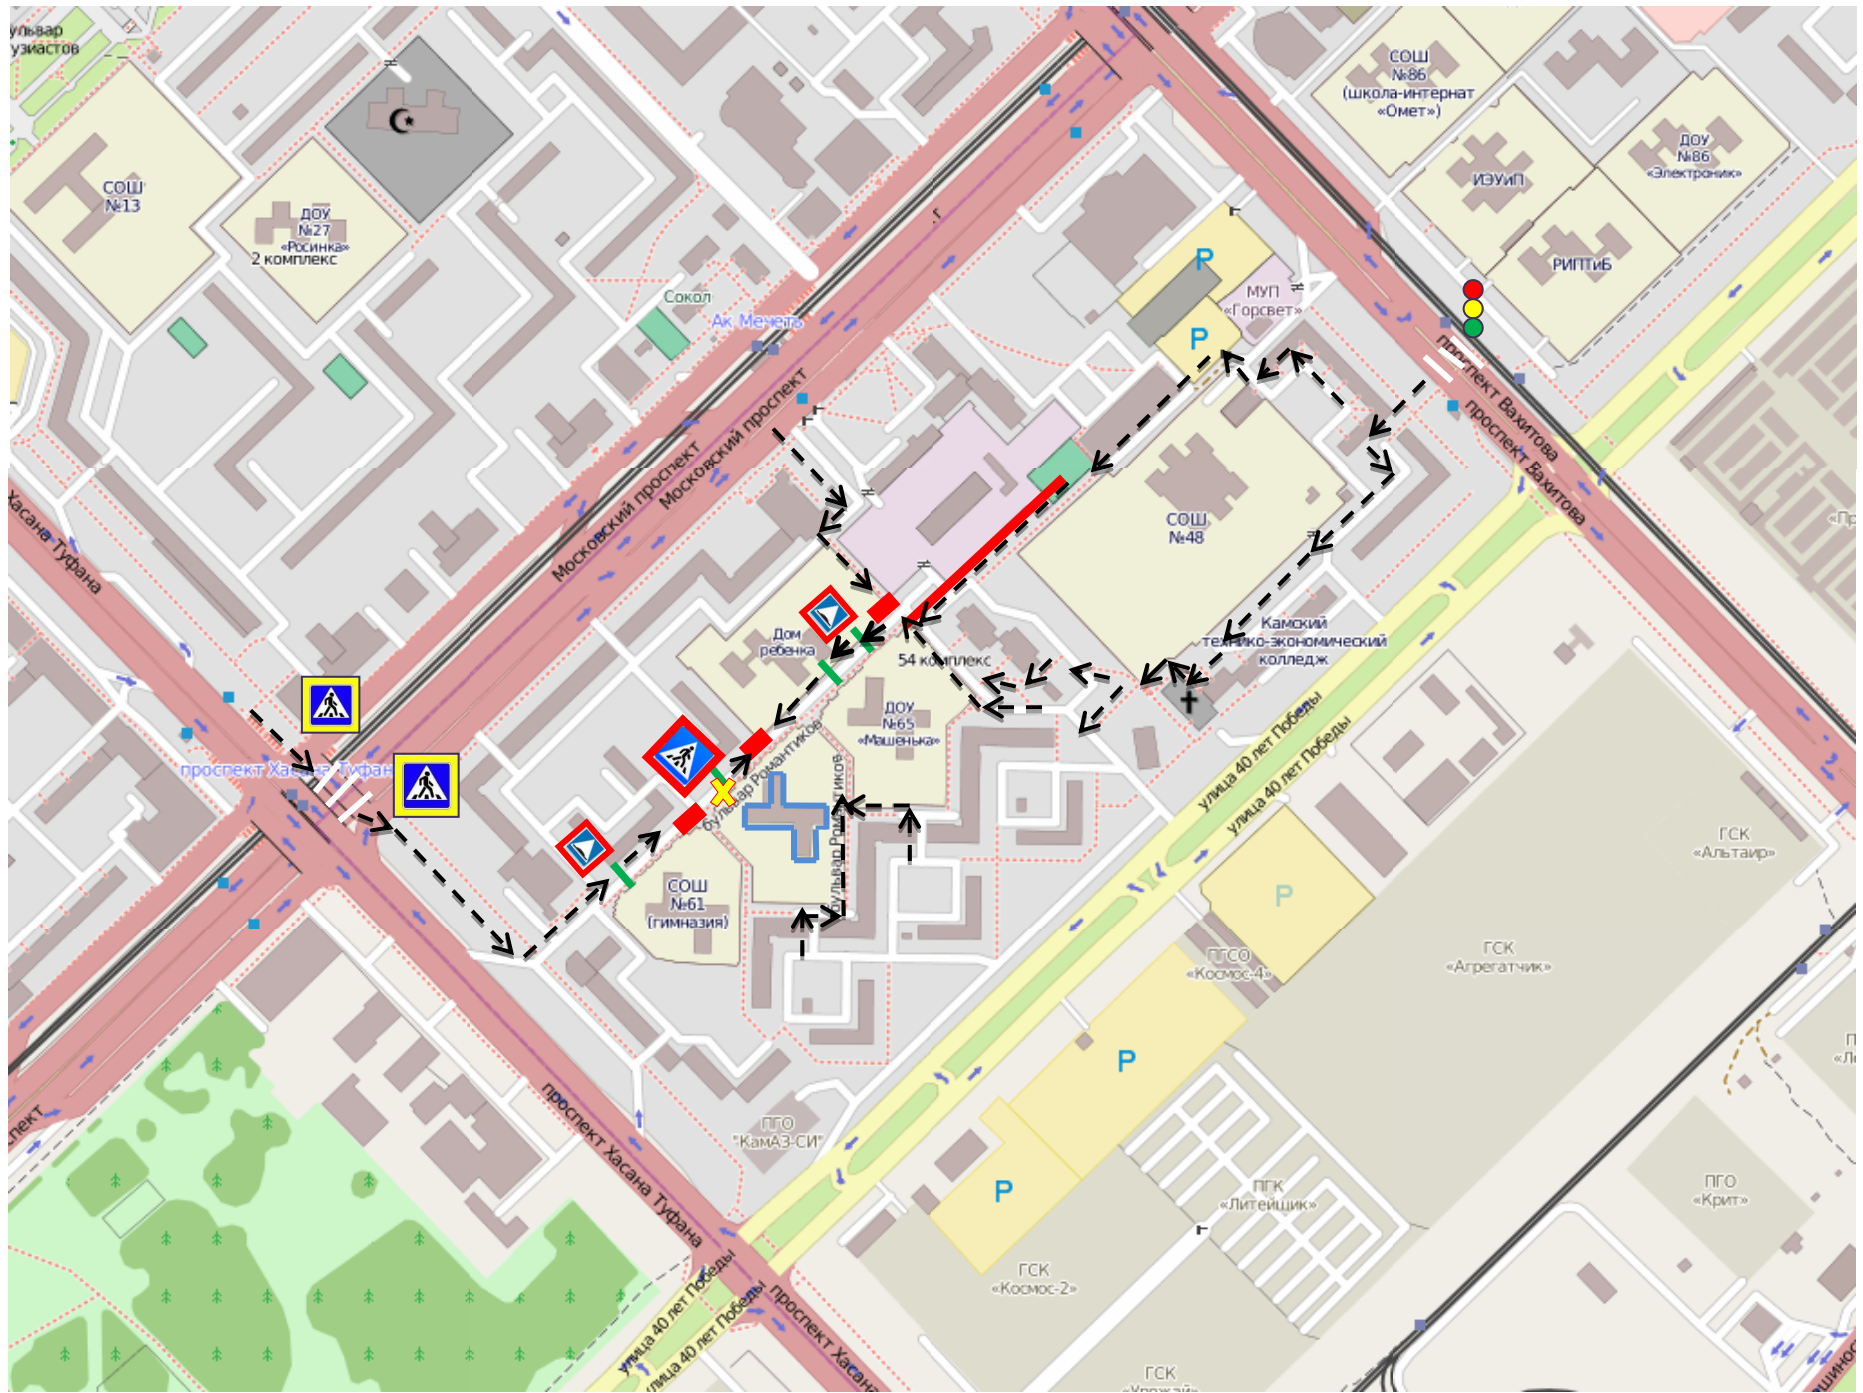 узиастов
СОШ
№13
ДОУ
№27
«Росинка»
2 комплекс
Сокол
Ак Мечеть
СОШ
№86
(школа-интернат
«Омет»)
ДОУ
№86
«Электроник»
ИЭУиП
РИПТиБ
P
МУП
«Горсвет»
P
проспект Вахитова
проспект Вахитова
Московский проспект
Московский проспект
Хасана Туфана
СОШ
№48
Дом
ребенка
54 комплекс
Камский
технико-экономический
колледж
ДОУ
№65
«Машенька»
бульвар Романтиков
бульвар Романтиков
проспект Хасана Туфан
СОШ
№61
(гимназия)
улица 40 лет Победы
улица 40 лет Победы
P
ГСК
«Альтаир»
ПГСО
«Космос-4»
ГСК
«Агрегатчик»
P
ПГО
"КамАЗ-СИ"
проспект Хасана Туфана
P
ПГК
«Литейщик»
ПГО
«Крит»
ГСК
«Космос-2»
улица 40 лет Победы
улица 40 лет Победы
проспект Хасана
ГСК
«Урожай»